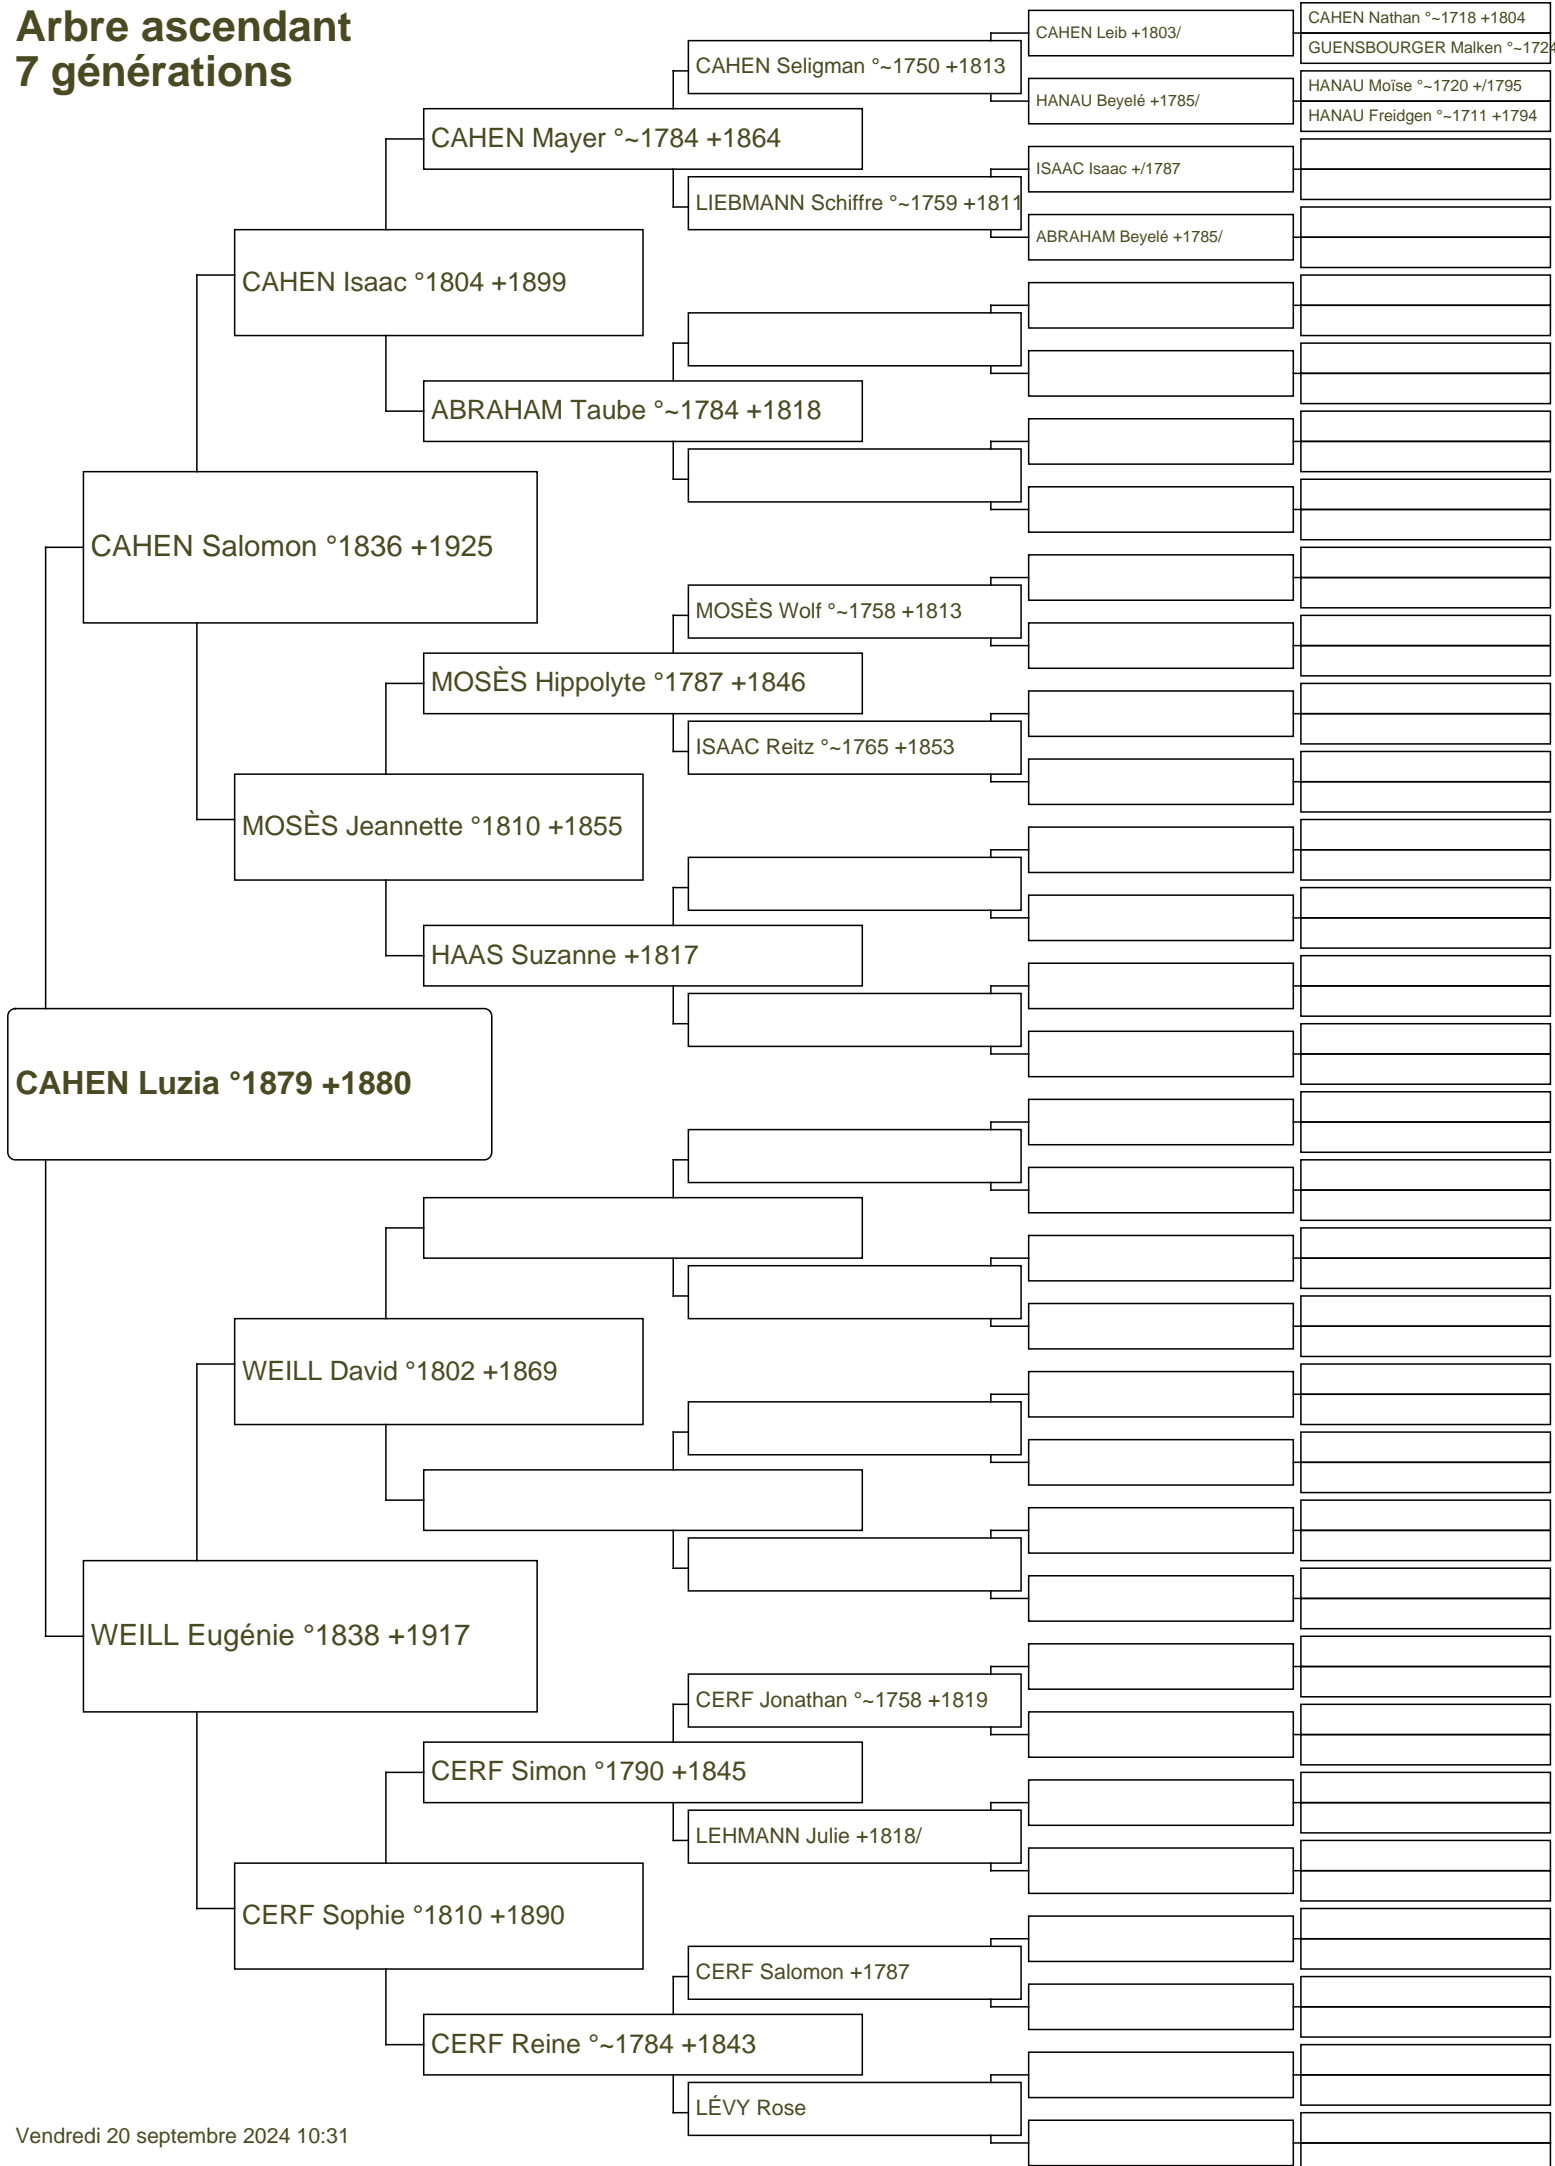 Arbre ascendant
7 générations
CAHEN Nathan °~1718 +1804
CAHEN Leib +1803/
GUENSBOURGER Malken °~1724
CAHEN Seligman °~1750 +1813
HANAU Moïse °~1720 +/1795
HANAU Beyelé +1785/
HANAU Freidgen °~1711 +1794
CAHEN Mayer °~1784 +1864
ISAAC Isaac +/1787
LIEBMANN Schiffre °~1759 +1811
ABRAHAM Beyelé +1785/
CAHEN Isaac °1804 +1899
ABRAHAM Taube °~1784 +1818
CAHEN Salomon °1836 +1925
MOSÈS Wolf °~1758 +1813
MOSÈS Hippolyte °1787 +1846
ISAAC Reitz °~1765 +1853
MOSÈS Jeannette °1810 +1855
HAAS Suzanne +1817
CAHEN Luzia °1879 +1880
WEILL David °1802 +1869
WEILL Eugénie °1838 +1917
CERF Jonathan °~1758 +1819
CERF Simon °1790 +1845
LEHMANN Julie +1818/
CERF Sophie °1810 +1890
CERF Salomon +1787
CERF Reine °~1784 +1843
LÉVY Rose
Vendredi 20 septembre 2024 10:31